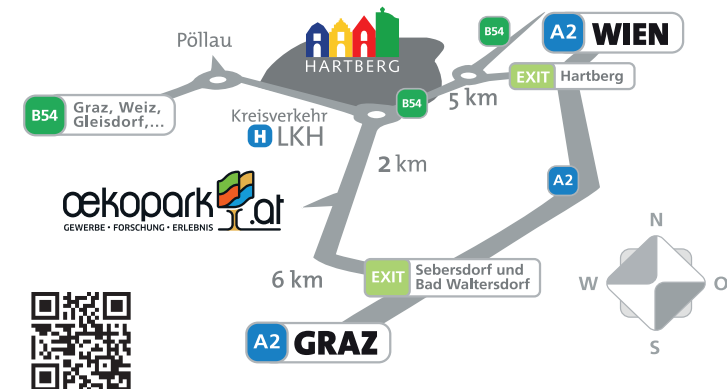 B54
A2 WIEN
Pöllau
HARTBERG
EXIT Hartberg
B54
5 km
B54 Graz, Weiz,
Gleisdorf,...
Kreisverkehr
H LKH
2 km
A2
œkopark.at
GEWERBE • FORSCHUNG • ERLEBNIS
N
W
O
S
6 km
EXIT Sebersdorf und
Bad Waltersdorf
A2 GRAZ